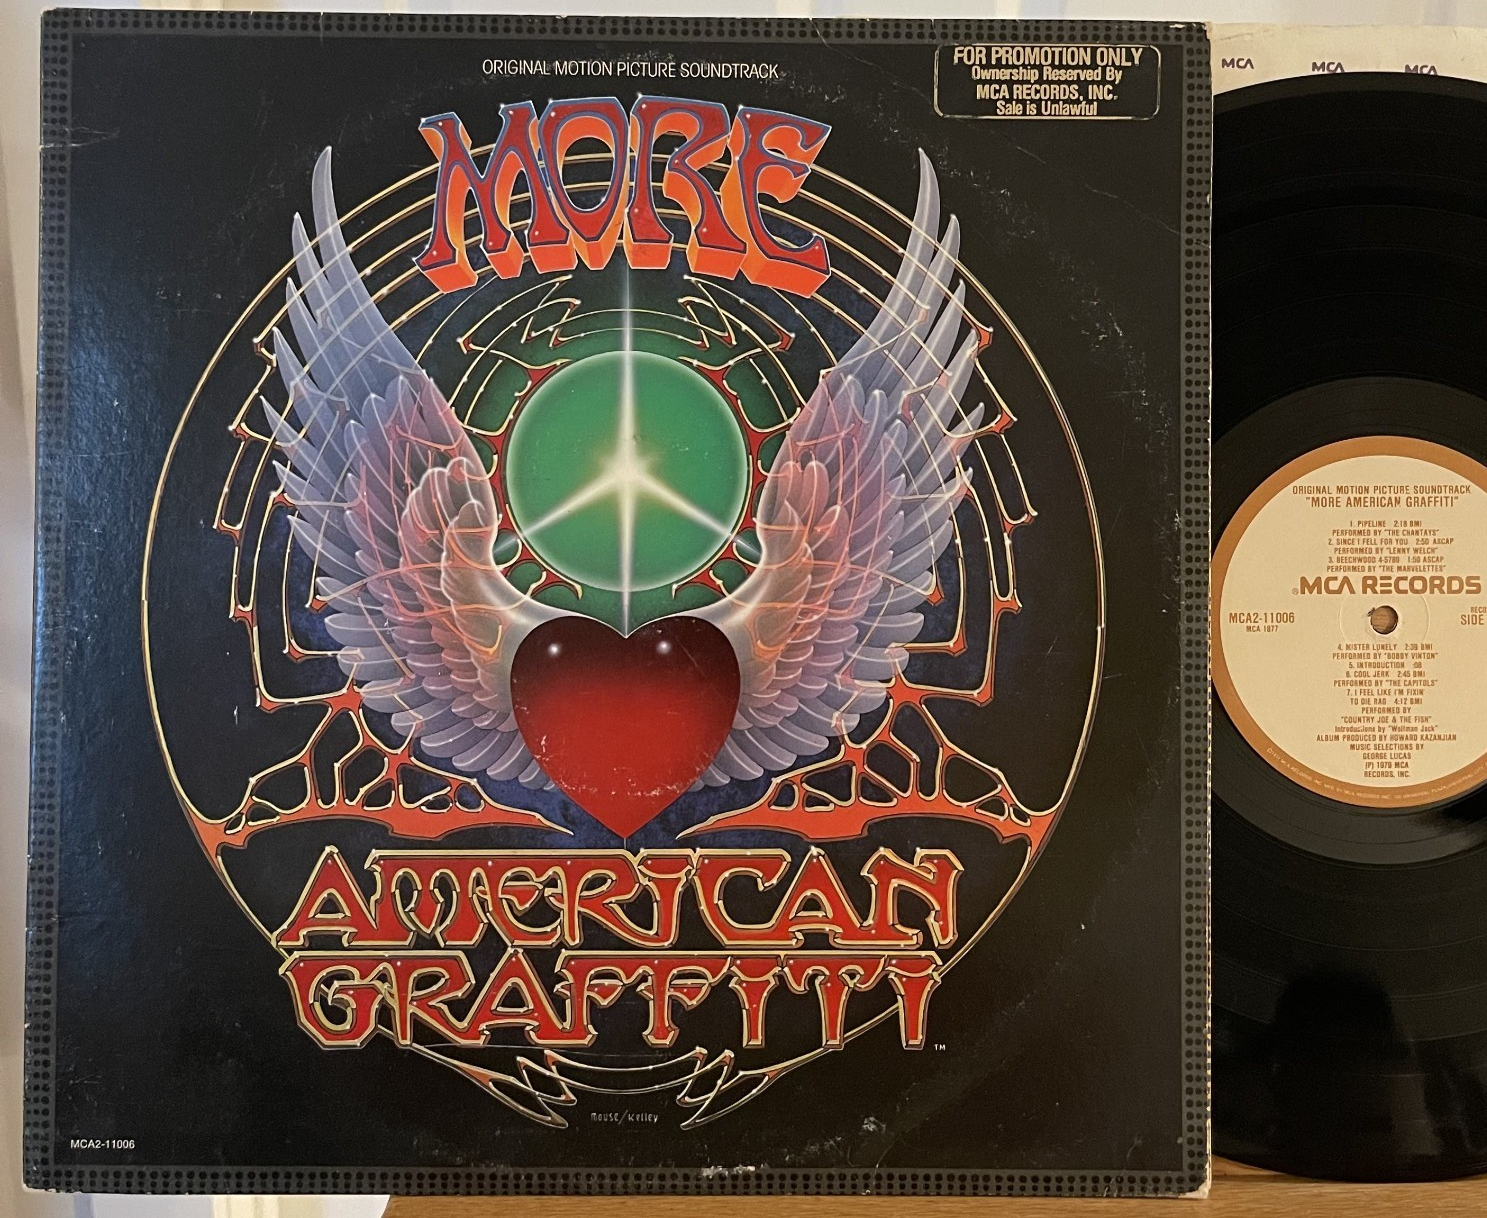 ORIGINAL MOTION PICTURE SOUNDTRACK
FOR PROMOTION ONLY
Ownership Reserved By
MCA RECORDS, INC.
Sale is Unlawful
MORE
AMERICAN
GRAFFITI
TM
mouse/kelley
MCA2-11006
MCA MCA MCA
ORIGINAL MOTION PICTURE SOUNDTRACK
"MORE AMERICAN GRAFFITI"
1. PIPELINE 2:18 BMI
PERFORMED BY "THE CHANTAYS"
2. SINCE I FELL FOR YOU 2:50 ASCAP
PERFORMED BY "LENNY WELCH"
3. BEECHWOOD 4-5789 1:50 ASCAP
PERFORMED BY "THE MARVELETTES"
®MCA RECORDS
MCA2-11006
MCA 1877
SIDE
4. MISTER LONELY 2:39 BMI
PERFORMED BY "BOBBY VINTON"
5. INTRODUCTION :08
6. COOL JERK 2:45 BMI
PERFORMED BY "THE CAPITOLS"
7. I FEEL LIKE I'M FIXIN'
TO DIE RAG 4:12 BMI
PERFORMED BY
"COUNTRY JOE & THE FISH"
Introductions by "Wolfman Jack"
ALBUM PRODUCED BY HOWARD KAZANJIAN
MUSIC SELECTIONS BY
GEORGE LUCAS
(P) 1979 MCA
RECORDS, INC.